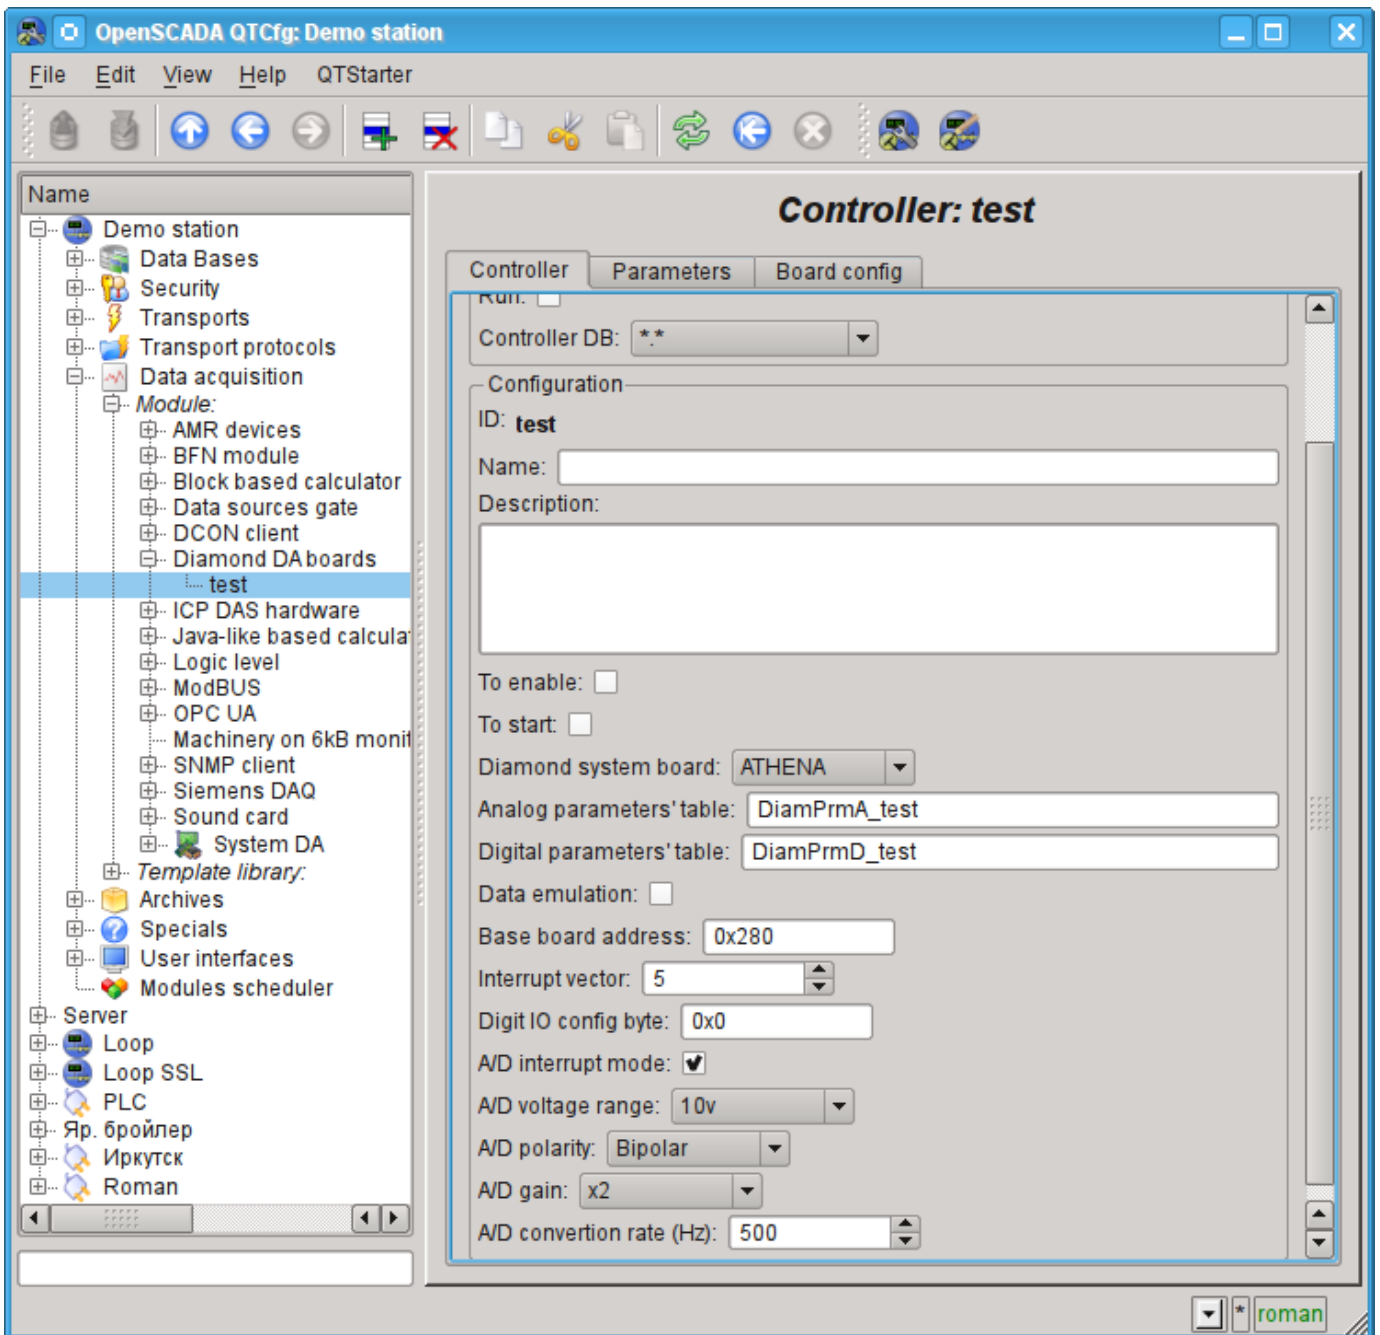 OpenSCADA QTCfg: Demo station
File Edit View Help QTStarter
Name
Demo station
Data Bases
Security
Transports
Transport protocols
Data acquisition
Module:
AMR devices
BFN module
Block based calculator
Data sources gate
DCON client
Diamond DA boards
test
ICP DAS hardware
Java-like based calculat
Logic level
ModBUS
OPC UA
Machinery on 6kB monit
SNMP client
Siemens DAQ
Sound card
System DA
Template library:
Archives
Specials
User interfaces
Modules scheduler
Server
Loop
Loop SSL
PLC
Яр. бройлер
Иркутск
Roman
Controller: test
Controller Parameters Board config
Run:
Controller DB: *.*
Configuration
ID: test
Name:
Description:
To enable:
To start:
Diamond system board: ATHENA
Analog parameters' table: DiamPrmA_test
Digital parameters' table: DiamPrmD_test
Data emulation:
Base board address: 0x280
Interrupt vector: 5
Digit IO config byte: 0x0
A/D interrupt mode:
A/D voltage range: 10v
A/D polarity: Bipolar
A/D gain: x2
A/D convertion rate (Hz): 500
* roman